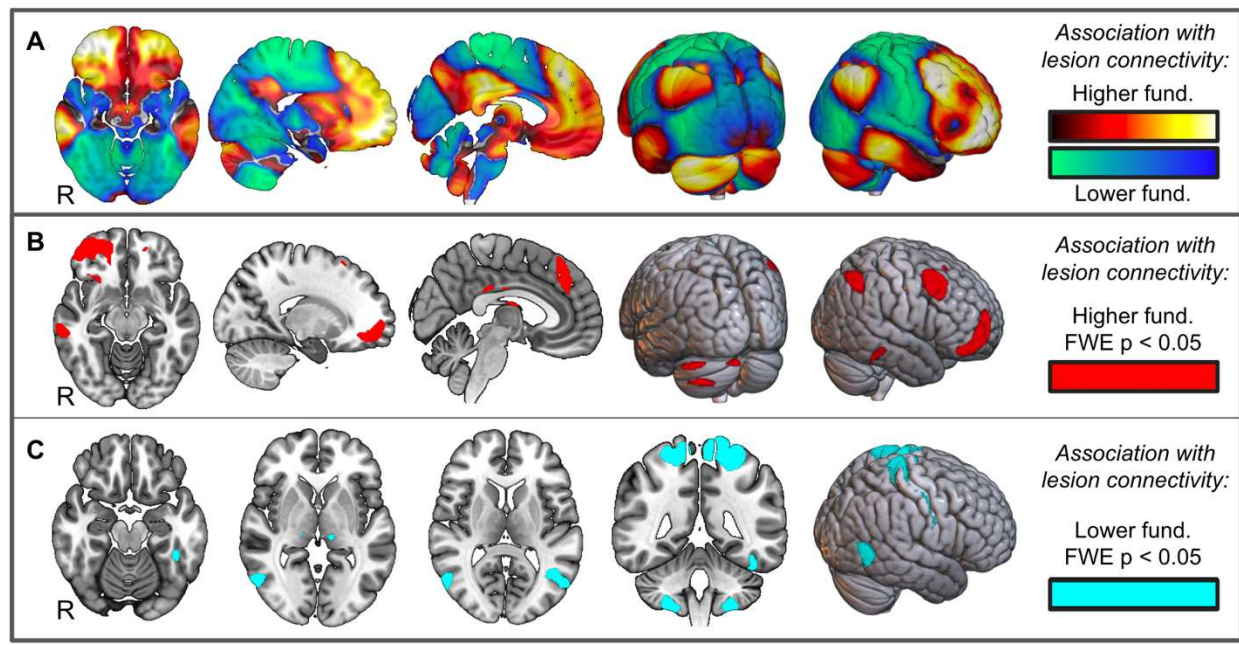 A
R
Association with
lesion connectivity:
Higher fund.
Lower fund.
B
R
Association with
lesion connectivity:
Higher fund.
FWE p < 0.05
C
R
Association with
lesion connectivity:
Lower fund.
FWE p < 0.05